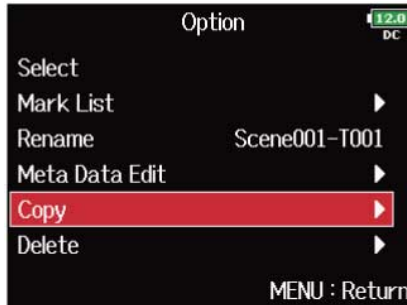 Option
12.0
DC
Select
Mark List
Rename Scene001-T001
Meta Data Edit
Copy
Delete
MENU : Return